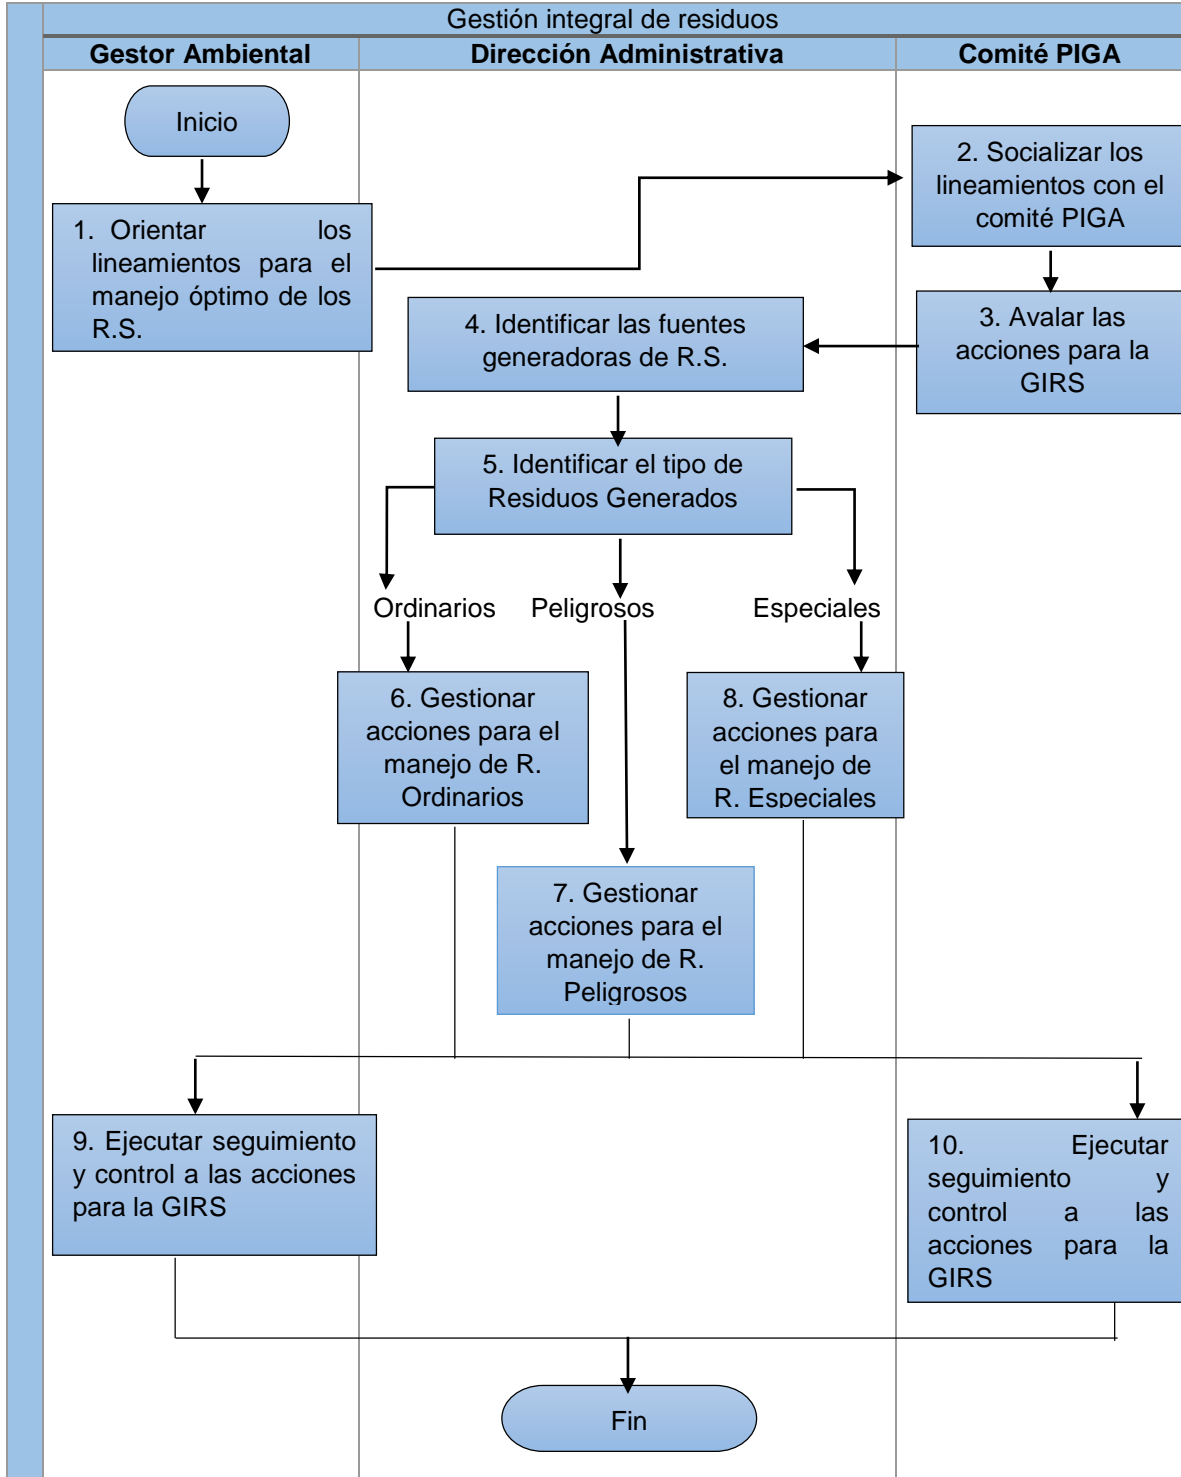 Gestión integral de residuos
Gestor Ambiental
Dirección Administrativa
Comité PIGA
Inicio
1. Orientar los
lineamientos para el
manejo óptimo de los
R.S.
2. Socializar los
lineamientos con el
comité PIGA
3. Avalar las
acciones para la
GIRS
4. Identificar las fuentes
generadoras de R.S.
5. Identificar el tipo de
Residuos Generados
Ordinarios
Peligrosos
Especiales
6. Gestionar
acciones para el
manejo de R.
Ordinarios
8. Gestionar
acciones para
el manejo de
R. Especiales
7. Gestionar
acciones para el
manejo de R.
Peligrosos
9. Ejecutar seguimiento
y control a las acciones
para la GIRS
10. Ejecutar
seguimiento y
control a las
acciones para la
GIRS
Fin